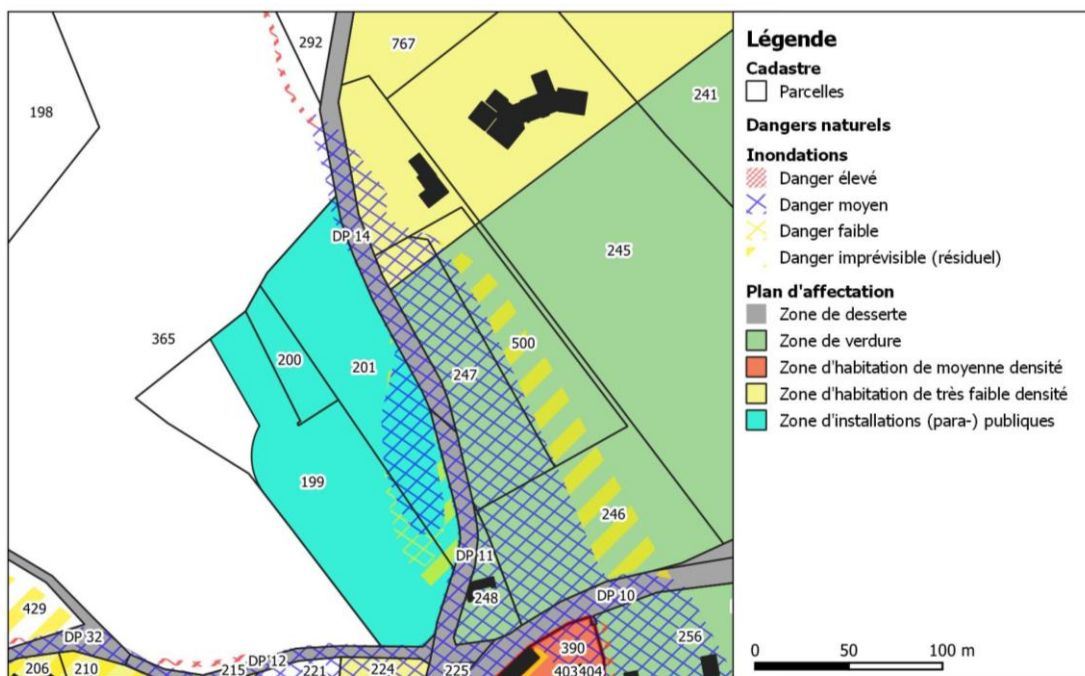 292
767
241
198
DP 14
245
365
200
201
247
500
199
246
DP 11
248
DP 10
429
DP 32
256
390
206
210
215
DP 12
221
224
225
403404
Légende
Cadastre
Parcelles
Dangers naturels
Inondations
Danger élevé
Danger moyen
Danger faible
Danger imprévisible (résiduel)
Plan d'affectation
Zone de desserte
Zone de verdure
Zone d'habitation de moyenne densité
Zone d'habitation de très faible densité
Zone d'installations (para-) publiques
0 50 100 m